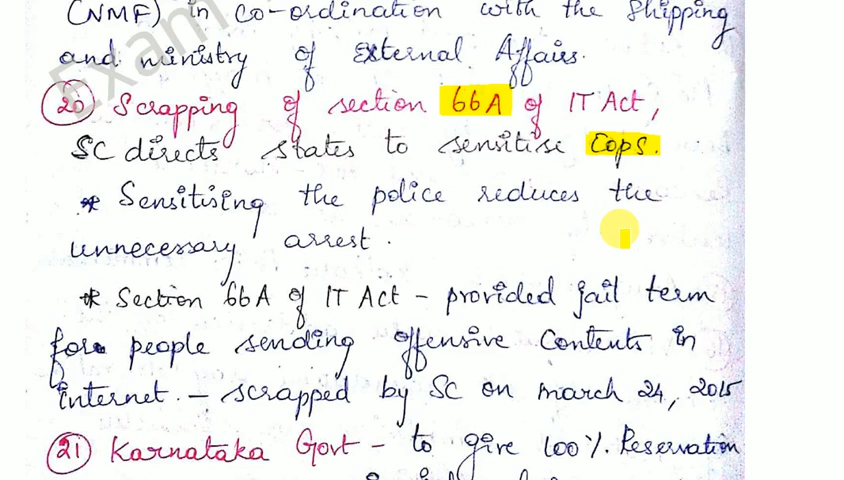 (NMF) in co-ordination with the Shipping
and ministry of External Affairs.
Exam
20 Scrapping of section 66A of IT Act,
SC directs states to sensitise Cops.
* Sensitising the police reduces the
unnecessary arrest.
* Section 66A of IT Act - provided jail term
for people sending offensive contents in
internet. - scrapped by SC on march 24, 2015
21 Karnataka Govt - to give 100% Reservation